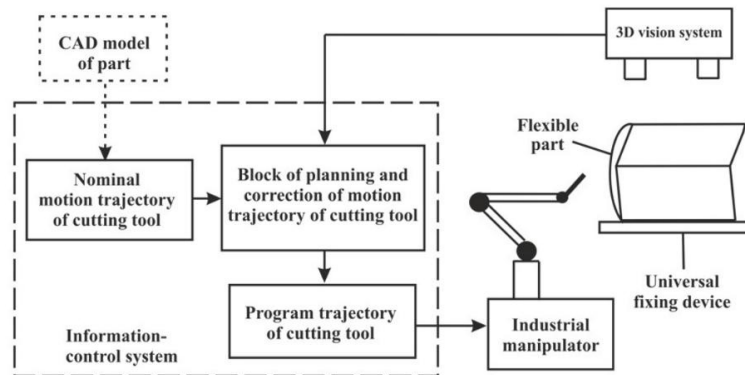 CAD model
of part
3D vision system
Flexible
part
Nominal
motion trajectory
of cutting tool
Block of planning and
correction of motion
trajectory of cutting tool
Program trajectory
of cutting tool
Information-
control system
Industrial
manipulator
Universal
fixing device